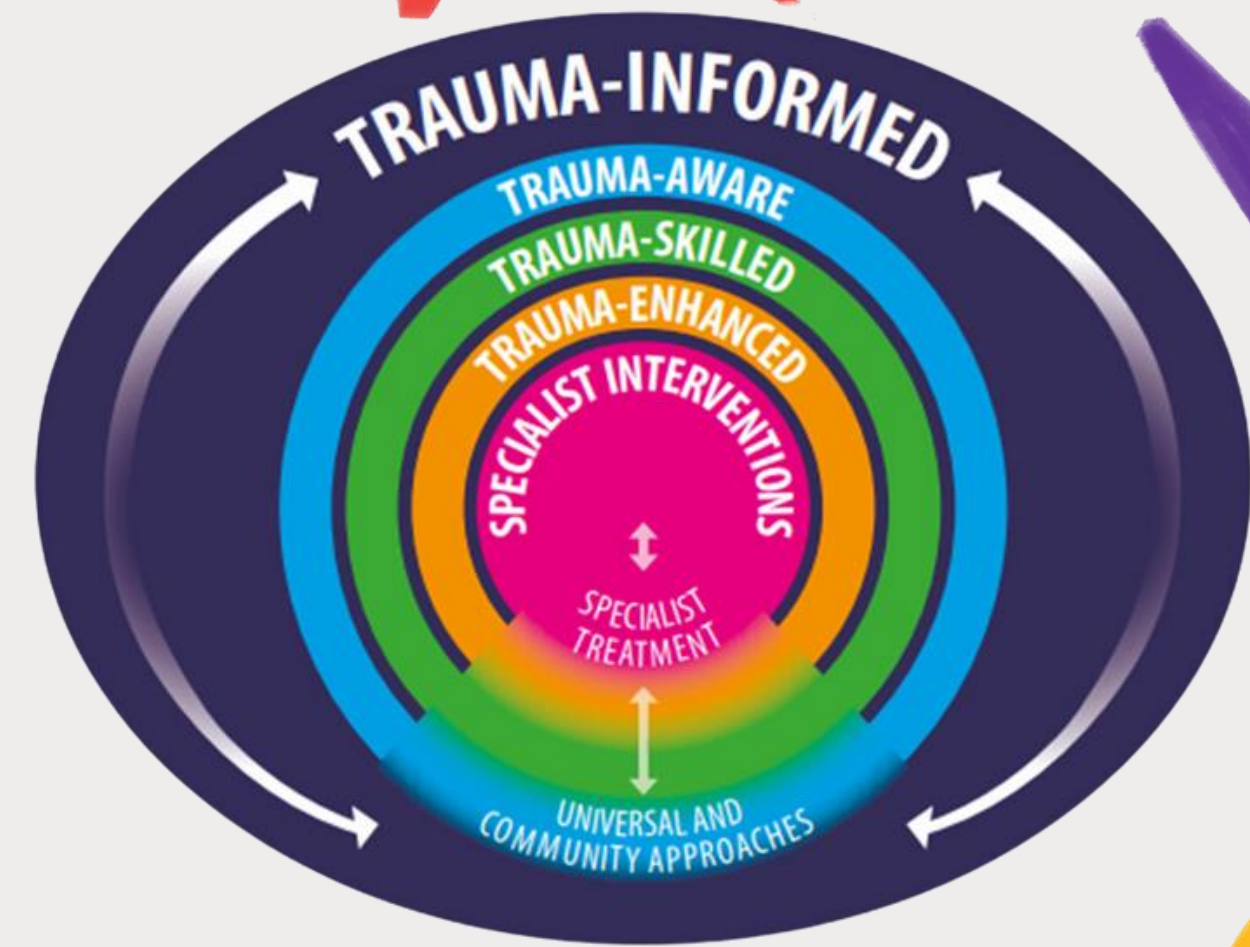 TRAUMA-INFORMED
TRAUMA-AWARE
TRAUMA-SKILLED
TRAUMA-ENHANCED
SPECIALIST INTERVENTIONS
SPECIALIST
TREATMENT
UNIVERSAL AND
COMMUNITY APPROACHES